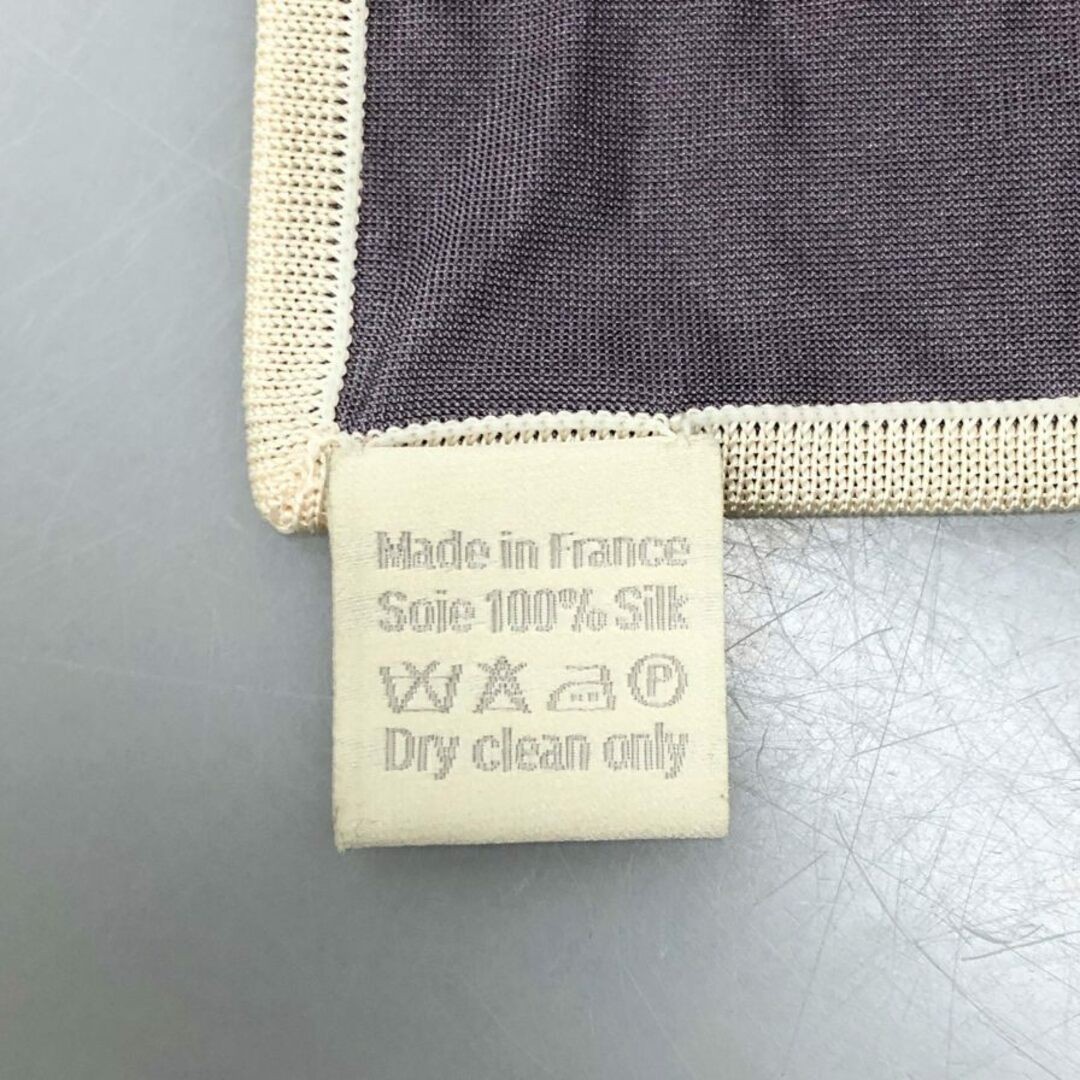 Made in France
Soie 100% Silk
P
Dry clean only